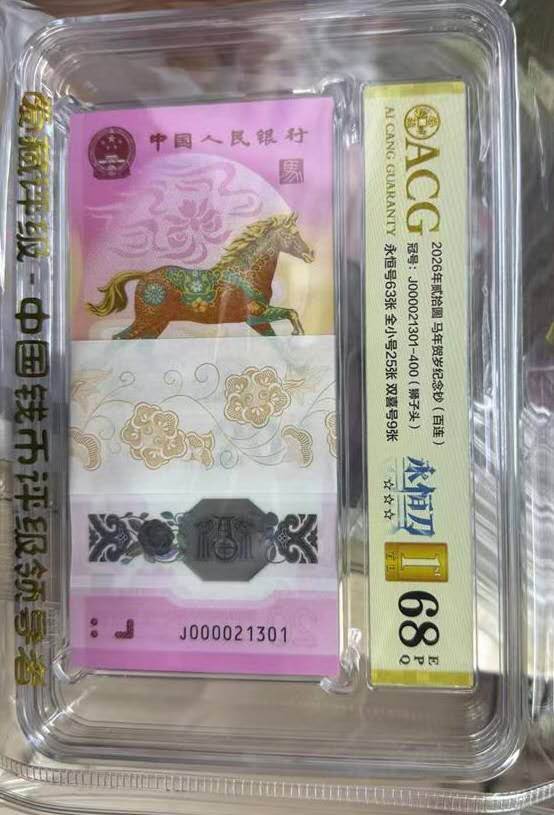 中国人民银行
馬
J000021301
ACG
AI CANG GUARANTY
2026年贰拾圆 马年贺岁纪念钞（百连）
冠号：J000021301-400（狮子头）
永恒号63张 全小号25张 双喜号9张
永恒刀
☆☆☆
1st
68
EPQ
评级-中国钱币评级领导者